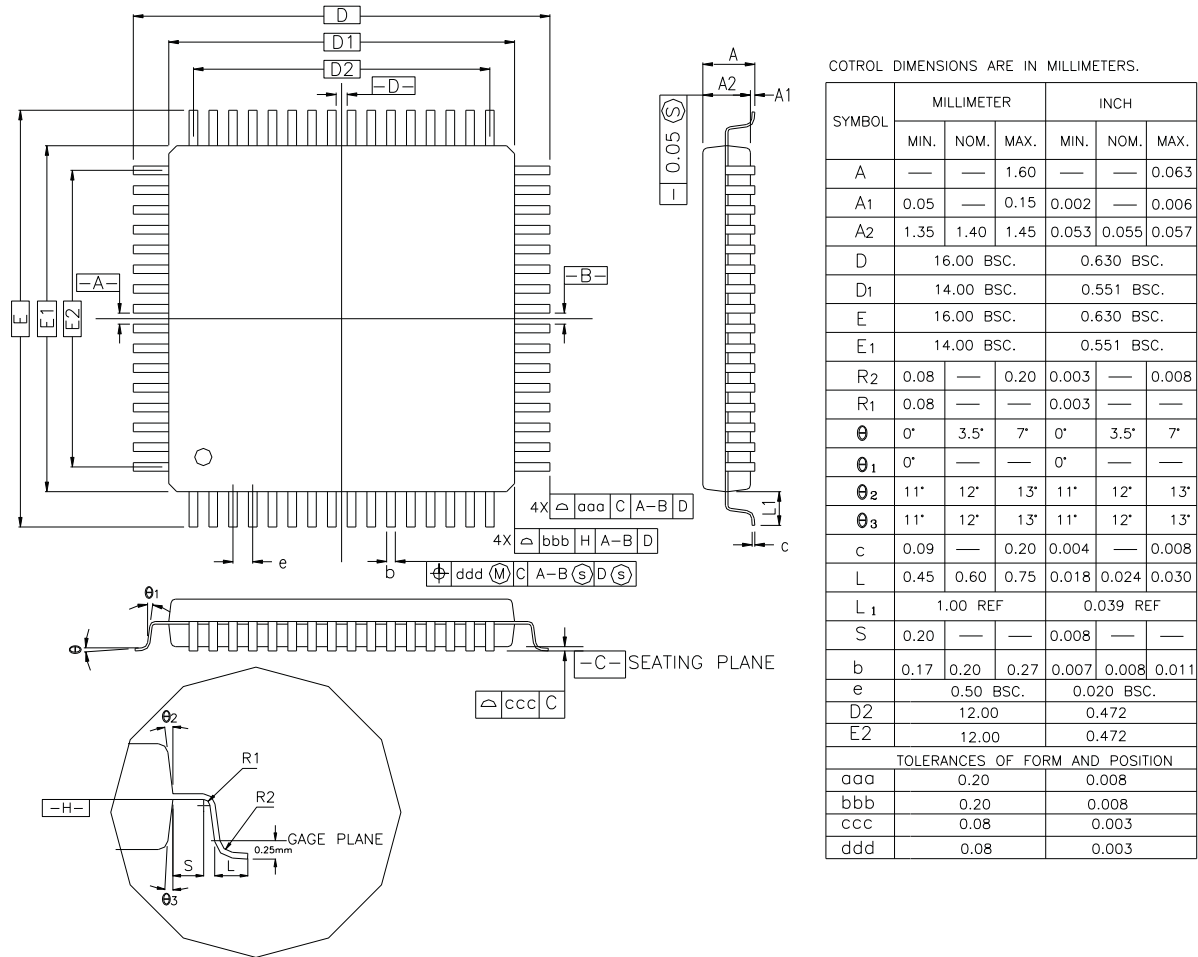 D
D1
D2
-D-
A
A2
A1
- 0.05 Ⓢ
E
E1
E2
-A-
-B-
4X ⌓ aaa C A-B D
4X ⌓ bbb H A-B D
⌖ ddd Ⓜ C A-B ⓢ D ⓢ
e
b
L1
c
θ1
θ
-C- SEATING PLANE
⌓ ccc C
θ2
R1
R2
-H-
GAGE PLANE
0.25mm
S
L
θ3
COTROL DIMENSIONS ARE IN MILLIMETERS.
SYMBOL MILLIMETER INCH
MIN. NOM. MAX. MIN. NOM. MAX.
A — — 1.60 — — 0.063
A1 0.05 — 0.15 0.002 — 0.006
A2 1.35 1.40 1.45 0.053 0.055 0.057
D 16.00 BSC. 0.630 BSC.
D1 14.00 BSC. 0.551 BSC.
E 16.00 BSC. 0.630 BSC.
E1 14.00 BSC. 0.551 BSC.
R2 0.08 — 0.20 0.003 — 0.008
R1 0.08 — — 0.003 — —
θ 0° 3.5° 7° 0° 3.5° 7°
θ1 0° — — 0° — —
θ2 11° 12° 13° 11° 12° 13°
θ3 11° 12° 13° 11° 12° 13°
c 0.09 — 0.20 0.004 — 0.008
L 0.45 0.60 0.75 0.018 0.024 0.030
L1 1.00 REF 0.039 REF
S 0.20 — — 0.008 — —
b 0.17 0.20 0.27 0.007 0.008 0.011
e 0.50 BSC. 0.020 BSC.
D2 12.00 0.472
E2 12.00 0.472
TOLERANCES OF FORM AND POSITION
aaa 0.20 0.008
bbb 0.20 0.008
ccc 0.08 0.003
ddd 0.08 0.003